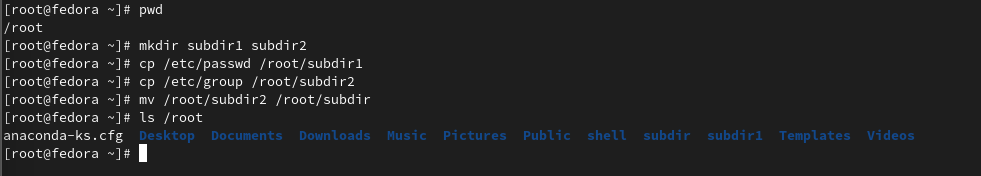 [root@fedora ~]# pwd
/root
[root@fedora ~]# mkdir subdir1 subdir2
[root@fedora ~]# cp /etc/passwd /root/subdir1
[root@fedora ~]# cp /etc/group /root/subdir2
[root@fedora ~]# mv /root/subdir2 /root/subdir
[root@fedora ~]# ls /root
anaconda-ks.cfg  Desktop  Documents  Downloads  Music  Pictures  Public  shell  subdir  subdir1  Templates  Videos
[root@fedora ~]#